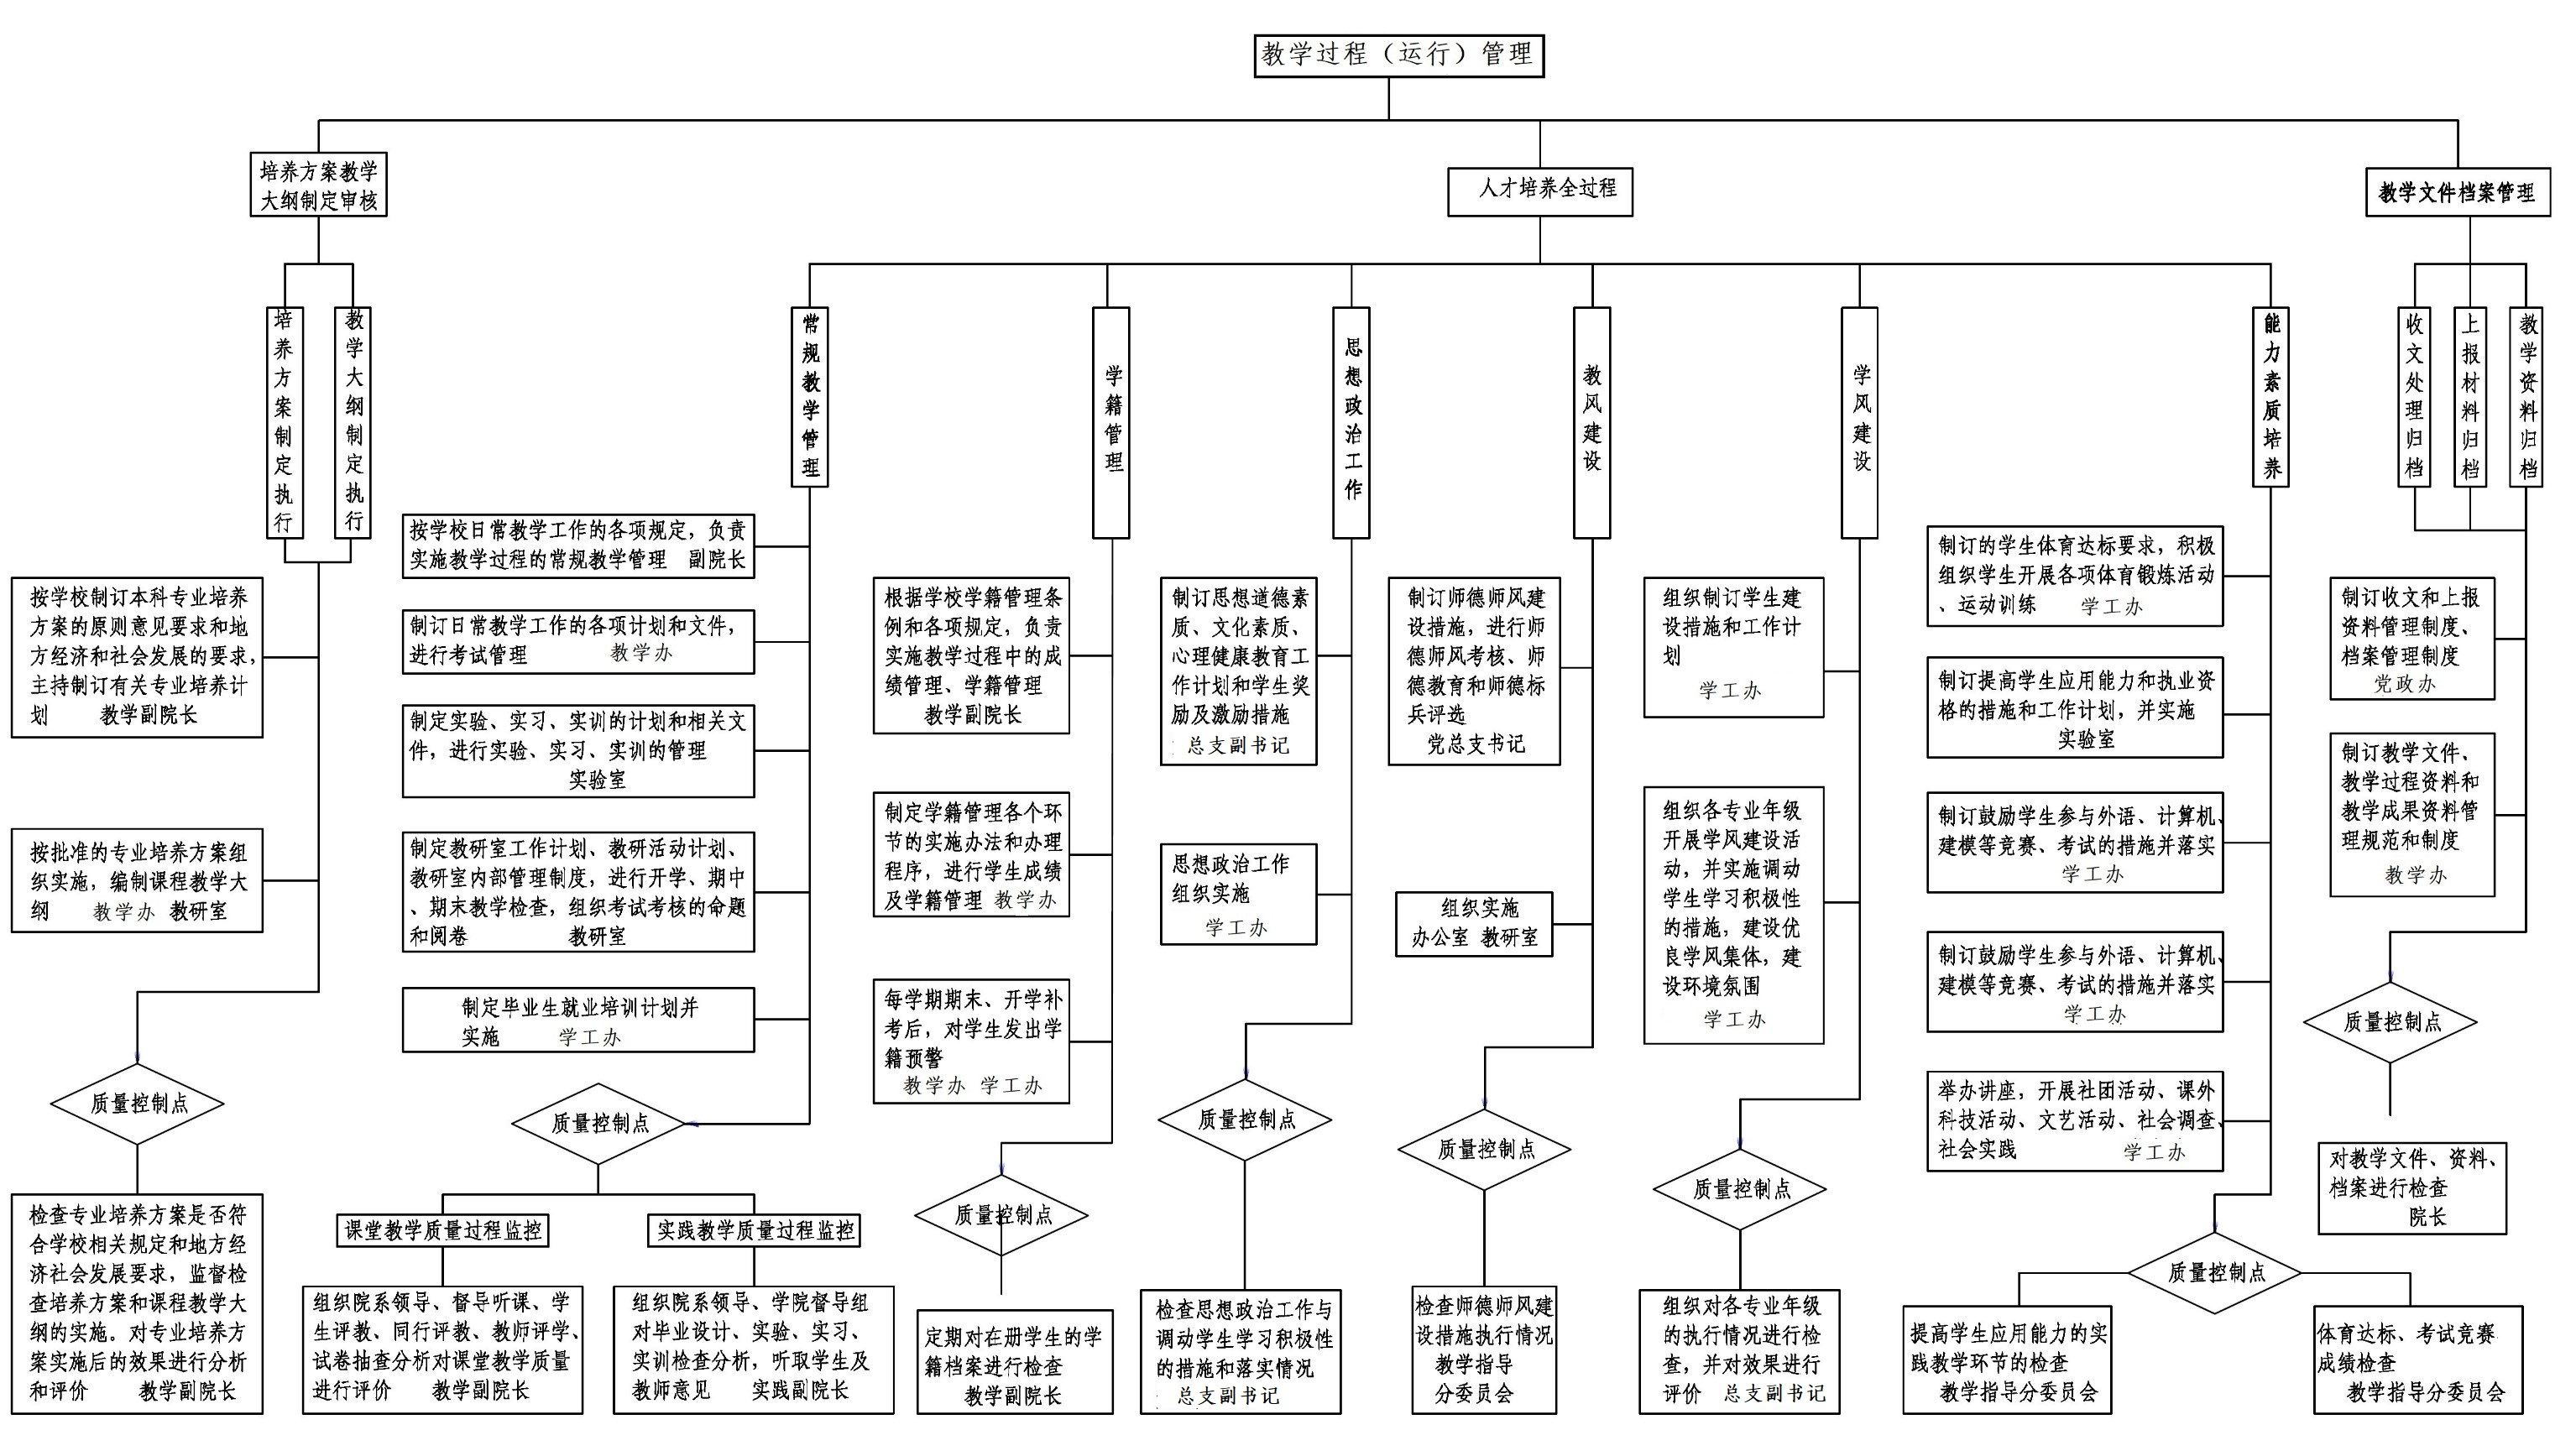 教学过程（运行）管理
培养方案教学
大纲制定审核
人才培养全过程
教学文件档案管理
培养方案制定执行
教学大纲制定执行
常规教学管理
学籍管理
思想政治工作
教风建设
学风建设
能力素质培养
收文处理归档
上报材料归档
教学资料归档
按学校制订本科专业培养
方案的原则意见要求和地
方经济和社会发展的要求，
主持制订有关专业培养计
划 教学副院长
按批准的专业培养方案组
织实施，编制课程教学大
纲 教学办 教研室
质量控制点
检查专业培养方案是否符
合学校相关规定和地方经
济社会发展要求，监督检
查培养方案和课程教学大
纲的实施。对专业培养方
案实施后的效果进行分析
和评价 教学副院长
按学校日常教学工作的各项规定，负责
实施教学过程的常规教学管理 副院长
制订日常教学工作的各项计划和文件，
进行考试管理 教学办
制定实验、实习、实训的计划和相关文
件，进行实验、实习、实训的管理
实验室
制定教研室工作计划、教研活动计划、
教研室内部管理制度，进行开学、期中
、期末教学检查，组织考试考核的命题
和阅卷 教研室
制定毕业生就业培训计划并
实施 学工办
质量控制点
课堂教学质量过程监控
实践教学质量过程监控
组织院系领导、督导听课、学
生评教、同行评教、教师评学、
试卷抽查分析对课堂教学质量
进行评价 教学副院长
组织院系领导、学院督导组
对毕业设计、实验、实习、
实训检查分析，听取学生及
教师意见 实践副院长
根据学校学籍管理条
例和各项规定，负责
实施教学过程中的成
绩管理、学籍管理
教学副院长
制定学籍管理各个环
节的实施办法和办理
程序，进行学生成绩
及学籍管理 教学办
每学期期末、开学补
考后，对学生发出学
籍预警
教学办 学工办
质量控制点
定期对在册学生的学
籍档案进行检查
教学副院长
制订思想道德素
质、文化素质、
心理健康教育工
作计划和学生奖
励及激励措施
总支副书记
思想政治工作
组织实施
学工办
质量控制点
检查思想政治工作与
调动学生学习积极性
的措施和落实情况
总支副书记
制订师德师风建
设措施，进行师
德师风考核、师
德教育和师德标
兵评选
党总支书记
组织实施
办公室 教研室
质量控制点
检查师德师风建
设措施执行情况
教学指导
分委员会
组织制订学生建
设措施和工作计
划
学工办
组织各专业年级
开展学风建设活
动，并实施调动
学生学习积极性
的措施，建设优
良学风集体，建
设环境氛围
学工办
质量控制点
组织对各专业年级
的执行情况进行检
查，并对效果进行
评价 总支副书记
制订的学生体育达标要求，积极
组织学生开展各项体育锻炼活动
、运动训练 学工办
制订提高学生应用能力和执业资
格的措施和工作计划，并实施
实验室
制订鼓励学生参与外语、计算机、
建模等竞赛、考试的措施并落实
学工办
制订鼓励学生参与外语、计算机、
建模等竞赛、考试的措施并落实
学工办
举办讲座，开展社团活动、课外
科技活动、文艺活动、社会调查、
社会实践 学工办
质量控制点
提高学生应用能力的实
践教学环节的检查
教学指导分委员会
体育达标、考试竞赛
成绩检查
教学指导分委员会
制订收文和上报
资料管理制度、
档案管理制度
党政办
制订教学文件、
教学过程资料和
教学成果资料管
理规范和制度
教学办
质量控制点
对教学文件、资料、
档案进行检查
院长